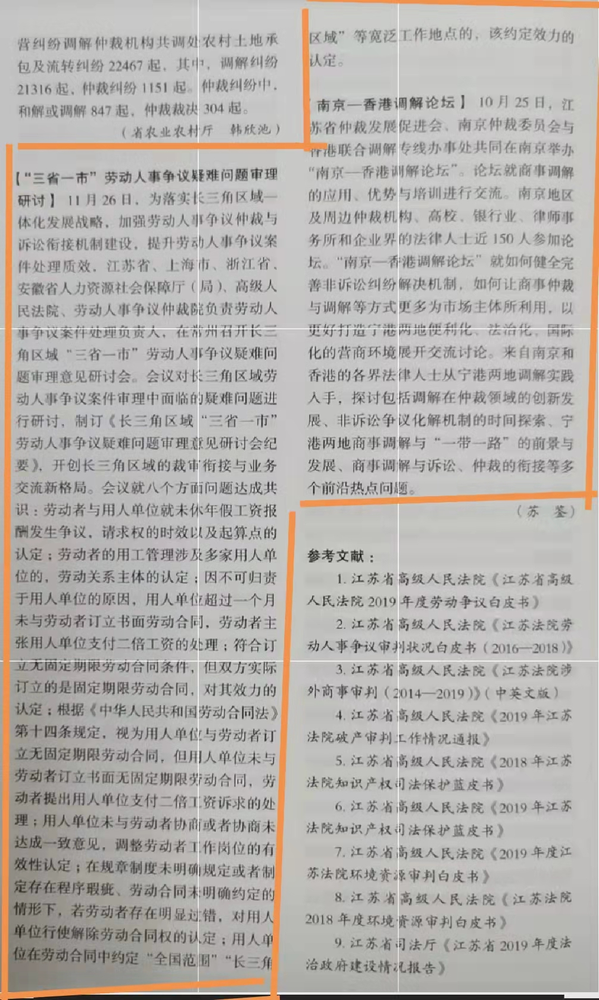 营纠纷调解仲裁机构共调处农村土地承
包及流转纠纷 22467 起，其中，调解纠纷
21316 起，仲裁纠纷 1151 起。仲裁纠纷中，
和解或调解 847 起，仲裁裁决 304 起。
（省农业农村厅　韩欣池）
【“三省一市”劳动人事争议疑难问题审理
研讨】 11 月 26 日，为落实长三角区域一
体化发展战略，加强劳动人事争议仲裁与
诉讼衔接机制建设，提升劳动人事争议案
件处理质效，江苏省、上海市、浙江省、
安徽省人力资源社会保障厅（局）、高级人
民法院、劳动人事争议仲裁院负责劳动人
事争议案件处理负责人，在常州召开长三
角区域“三省一市”劳动人事争议疑难问
题审理意见研讨会。会议对长三角区域劳
动人事争议案件审理中面临的疑难问题进
行研讨，制订《长三角区域“三省一市”
劳动人事争议疑难问题审理意见研讨会纪
要》，开创长三角区域的裁审衔接与业务
交流新格局。会议就八个方面问题达成共
识：劳动者与用人单位就未休年假工资报
酬发生争议，请求权的时效以及起算点的
认定；劳动者的用工管理涉及多家用人单
位的，劳动关系主体的认定；因不可归责
于用人单位的原因，用人单位超过一个月
未与劳动者订立书面劳动合同，劳动者主
张用人单位支付二倍工资的处理；符合订
立无固定期限劳动合同条件，但双方实际
订立的是固定期限劳动合同，对其效力的
认定；根据《中华人民共和国劳动合同法》
第十四条规定，视为用人单位与劳动者订
立无固定期限劳动合同，但用人单位未与
劳动者订立书面无固定期限劳动合同，劳
动者提出用人单位支付二倍工资诉求的处
理；用人单位未与劳动者协商或者协商未
达成一致意见，调整劳动者工作岗位的有
效性认定；在规章制度未明确规定或者制
定存在程序瑕疵、劳动合同未明确约定的
情形下，若劳动者存在明显过错，对用人
单位行使解除劳动合同权的认定；用人单
位在劳动合同中约定“全国范围”“长三角
区域”等宽泛工作地点的，该约定效力的
认定。
【南京—香港调解论坛】 10 月 25 日，江
苏省仲裁发展促进会、南京仲裁委员会与
香港联合调解专线办事处共同在南京举办
“南京—香港调解论坛”。论坛就商事调解
的应用、优势与培训进行交流。南京地区
及周边仲裁机构、高校、银行业、律师事
务所和企业界的法律人士近 150 人参加论
坛。“南京—香港调解论坛”就如何健全完
善非诉讼纠纷解决机制，如何让商事仲裁
与调解等方式更多为市场主体所利用，以
更好打造宁港两地便利化、法治化、国际
化的营商环境展开交流讨论。来自南京和
香港的各界法律人士从宁港两地调解实践
入手，探讨包括调解在仲裁领域的创新发
展、非诉讼争议化解机制的时间探索、宁
港两地商事调解与“一带一路”的前景与
发展、商事调解与诉讼、仲裁的衔接等多
个前沿热点问题。
（苏　鉴）
参考文献：
1. 江苏省高级人民法院《江苏省高级
人民法院 2019 年度劳动争议白皮书》
2. 江苏省高级人民法院《江苏法院劳
动人事争议审判状况白皮书（2016—2018）》
3. 江苏省高级人民法院《江苏法院涉
外商事审判（2014—2019）》（中英文版）
4. 江苏省高级人民法院《2019 年江苏
法院破产审判工作情况通报》
5. 江苏省高级人民法院《2018 年江苏
法院知识产权司法保护蓝皮书》
6. 江苏省高级人民法院《2019 年江苏
法院知识产权司法保护蓝皮书》
7. 江苏省高级人民法院《2019 年度江
苏法院环境资源审判白皮书》
8. 江苏省高级人民法院《江苏法院
2018 年度环境资源审判白皮书》
9. 江苏省司法厅《江苏省 2019 年度法
治政府建设情况报告》